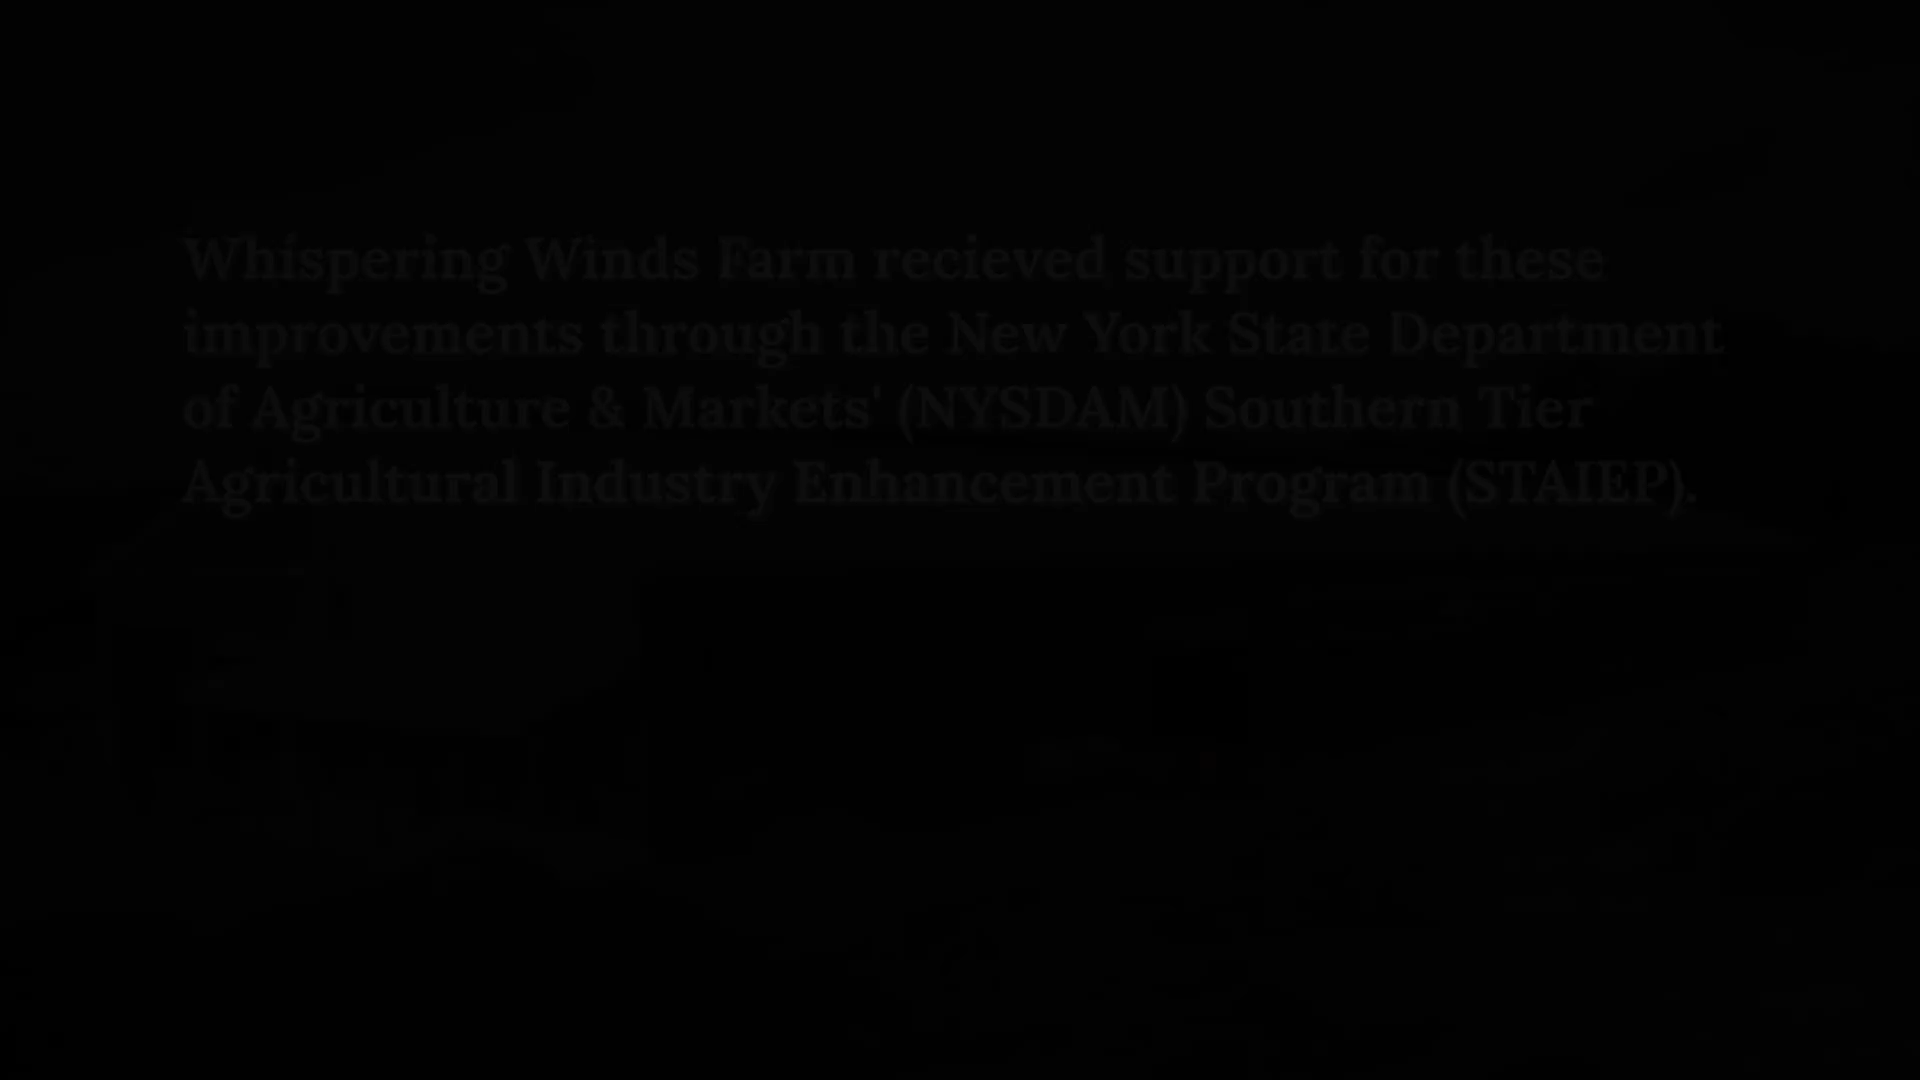 Whispering Winds Farm recieved support for these
improvements through the New York State Department
of Agriculture & Markets' (NYSDAM) Southern Tier
Agricultural Industry Enhancement Program (STAIEP).